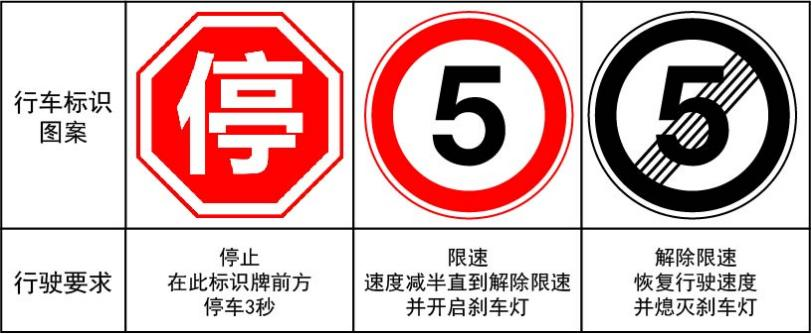 行车标识
图案
停
5
5
行驶要求
停止
在此标识牌前方
停车3秒
限速
速度减半直到解除限速
并开启刹车灯
解除限速
恢复行驶速度
并熄灭刹车灯